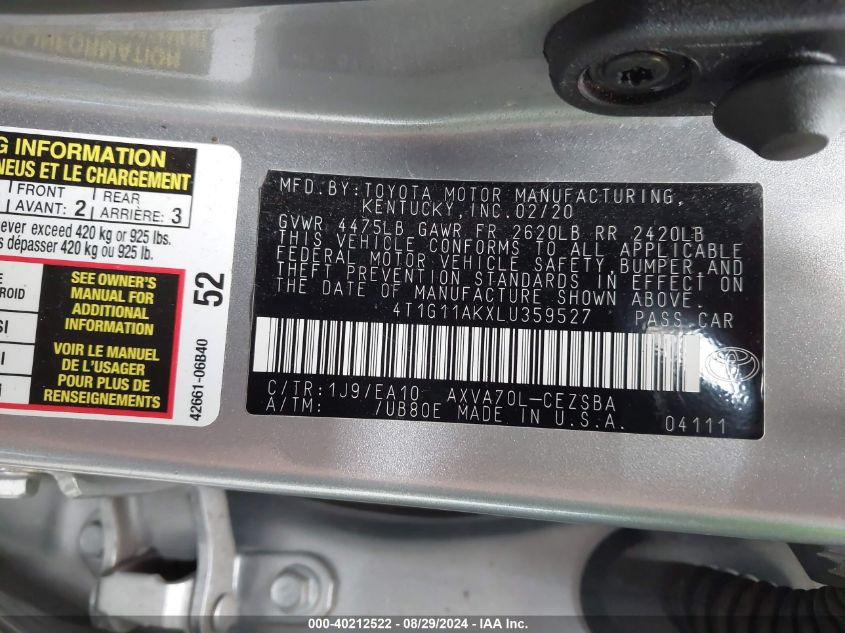 G INFORMATION
NEUS ET LE CHARGEMENT
FRONT
AVANT: 2
REAR
ARRIÈRE: 3
never exceed 420 kg or 925 lbs.
s dépasser 420 kg ou 925 lb.
SEE OWNER'S
MANUAL FOR
ADDITIONAL
INFORMATION
VOIR LE MANUEL
DE L'USAGER
POUR PLUS DE
RENSEIGNEMENTS
52
42661-06B40
MFD. BY: TOYOTA MOTOR MANUFACTURING,
KENTUCKY, INC. 02/20
GVWR 4475LB GAWR FR 2620LB RR 2420LB
THIS VEHICLE CONFORMS TO ALL APPLICABLE
FEDERAL MOTOR VEHICLE SAFETY, BUMPER, AND
THEFT PREVENTION STANDARDS IN EFFECT ON
THE DATE OF MANUFACTURE SHOWN ABOVE.
4T1G11AKXLU359527 PASS. CAR
C/TR: 1J9/EA10 AXVA70L-CEZSBA
A/TM: /UB80E MADE IN U.S.A. 04111
000-40212522 - 08/29/2024 - IAAI.COM